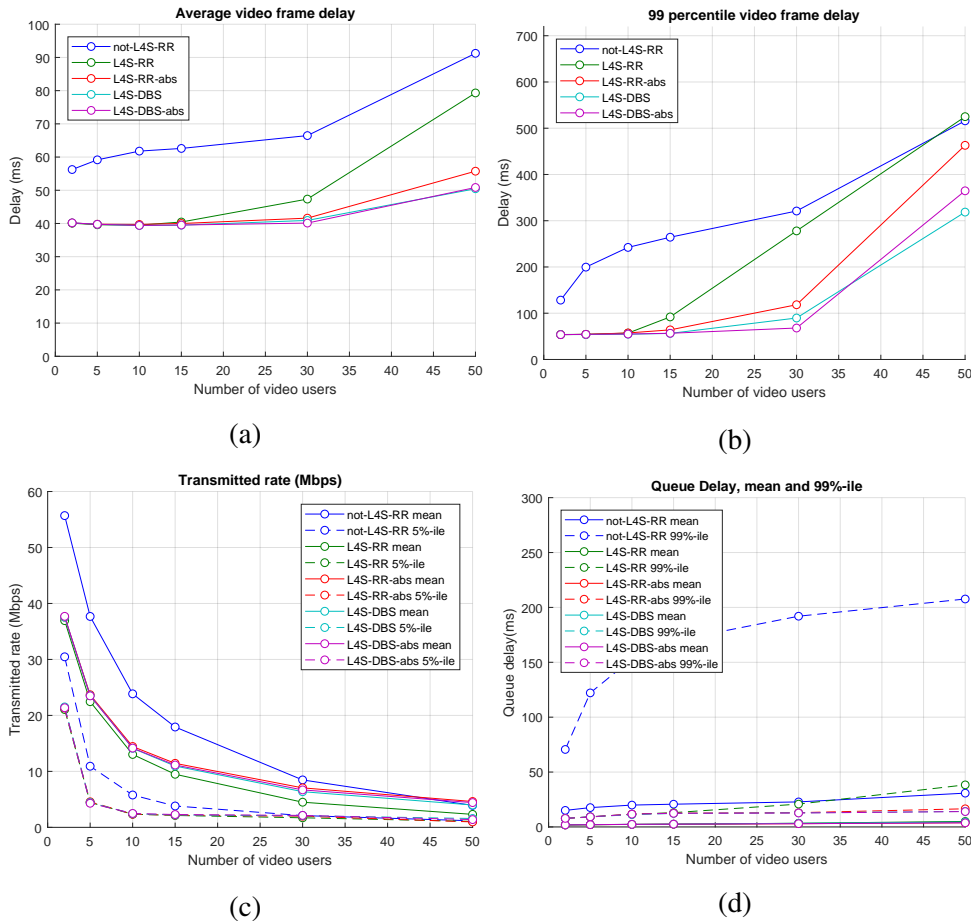 Average video frame delay
100
90
80
70
60
50
40
30
20
10
0
Delay (ms)
not-L4S-RR
L4S-RR
L4S-RR-abs
L4S-DBS
L4S-DBS-abs
0 5 10 15 20 25 30 35 40 45 50
Number of video users
(a)
99 percentile video frame delay
700
600
500
400
300
200
100
0
Delay (ms)
not-L4S-RR
L4S-RR
L4S-RR-abs
L4S-DBS
L4S-DBS-abs
0 5 10 15 20 25 30 35 40 45 50
Number of video users
(b)
Transmitted rate (Mbps)
60
50
40
30
20
10
0
Transmitted rate (Mbps)
not-L4S-RR mean
not-L4S-RR 5%-ile
L4S-RR mean
L4S-RR 5%-ile
L4S-RR-abs mean
L4S-RR-abs 5%-ile
L4S-DBS mean
L4S-DBS 5%-ile
L4S-DBS-abs mean
L4S-DBS-abs 5%-ile
0 5 10 15 20 25 30 35 40 45 50
Number of video users
(c)
Queue Delay, mean and 99%-ile
300
250
200
150
100
50
0
Queue delay(ms)
not-L4S-RR mean
not-L4S-RR 99%-ile
L4S-RR mean
L4S-RR 99%-ile
L4S-RR-abs mean
L4S-RR-abs 99%-ile
L4S-DBS mean
L4S-DBS 99%-ile
L4S-DBS-abs mean
L4S-DBS-abs 99%-ile
0 5 10 15 20 25 30 35 40 45 50
Number of video users
(d)